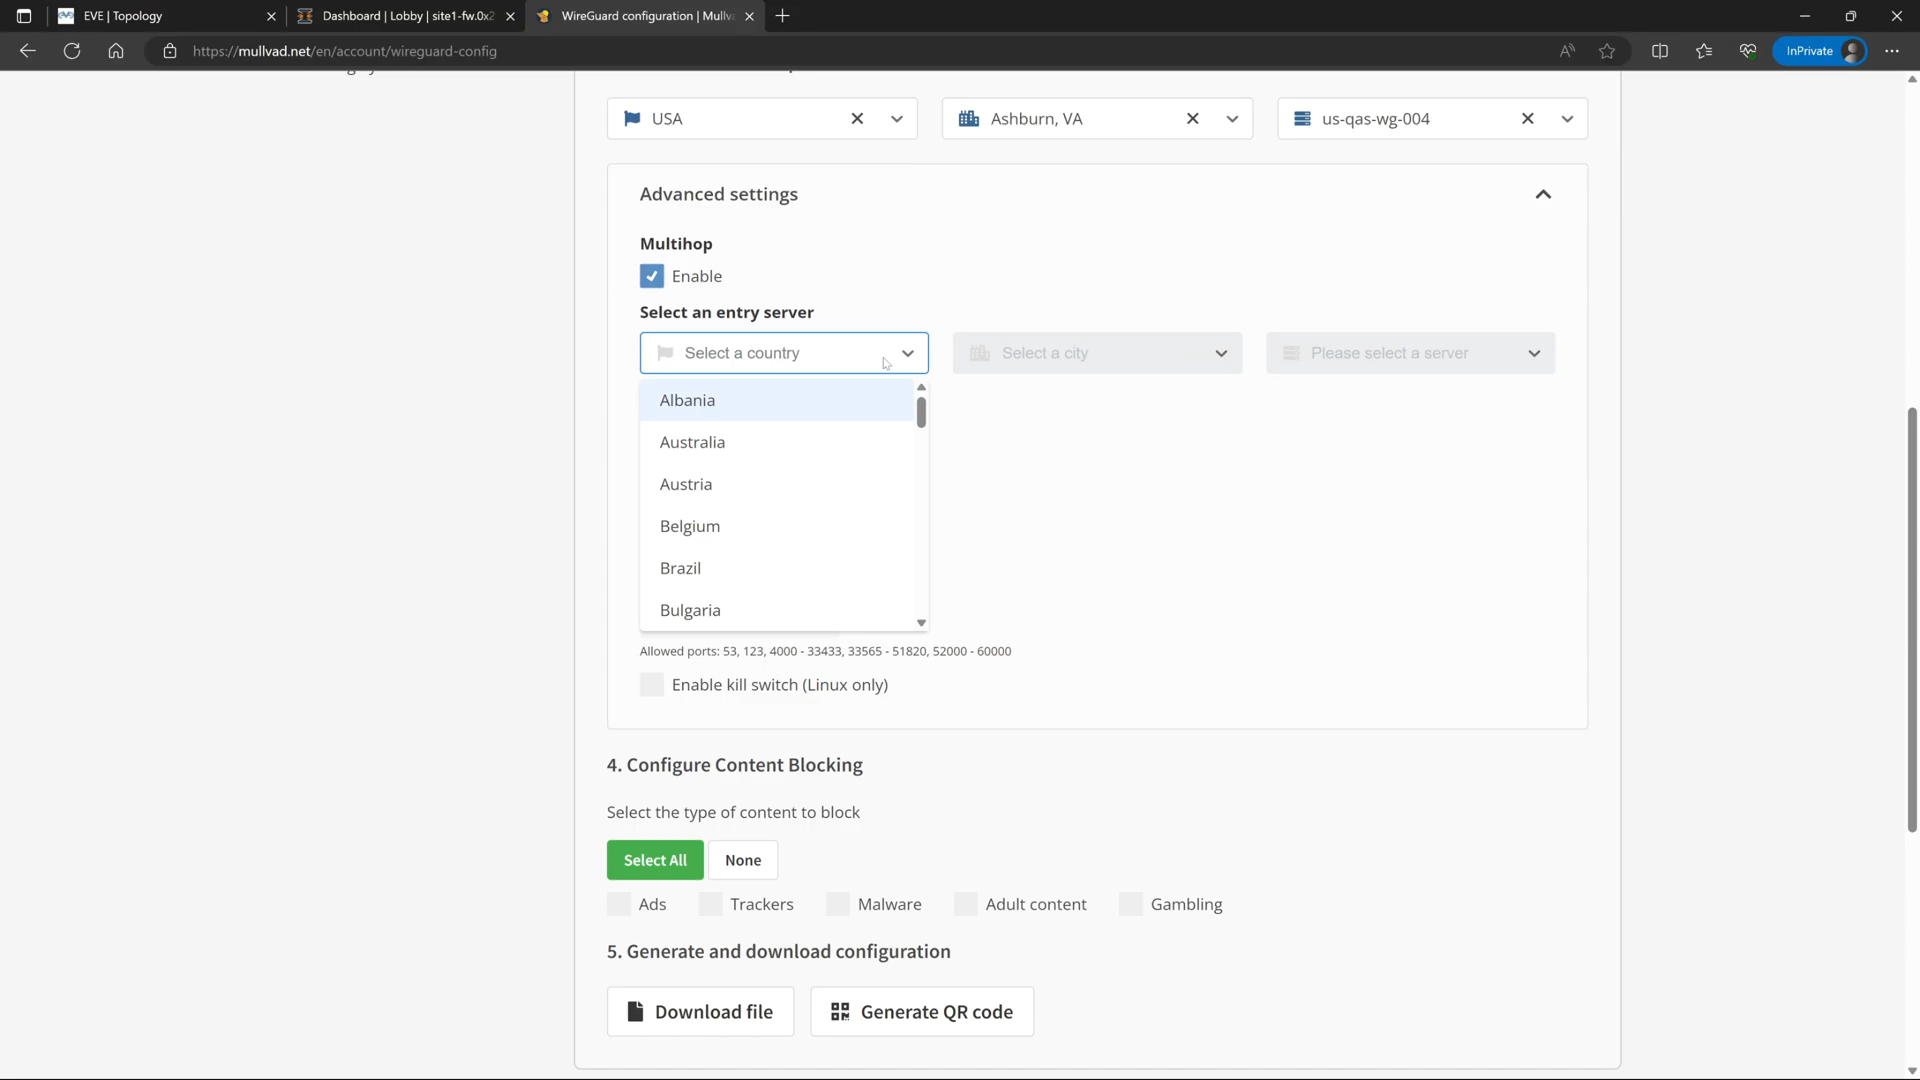 EVE | Topology
Dashboard | Lobby | site1-fw.0x2
WireGuard configuration | Mullva
https://mullvad.net/en/account/wireguard-config
InPrivate
USA
Ashburn, VA
us-qas-wg-004
Advanced settings
Multihop
Enable
Select an entry server
Select a country
Select a city
Please select a server
Albania
Australia
Austria
Belgium
Brazil
Bulgaria
Allowed ports: 53, 123, 4000 - 33433, 33565 - 51820, 52000 - 60000
Enable kill switch (Linux only)
4. Configure Content Blocking
Select the type of content to block
Select All
None
Ads
Trackers
Malware
Adult content
Gambling
5. Generate and download configuration
Download file
Generate QR code